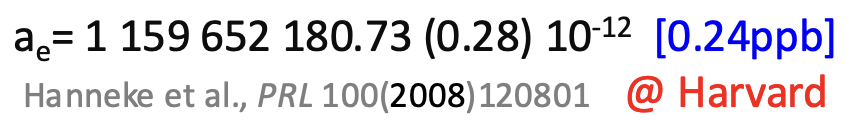 aₑ= 1 159 652 180.73 (0.28) 10⁻¹² [0.24ppb]
Hanneke et al., PRL 100(2008)120801 @ Harvard